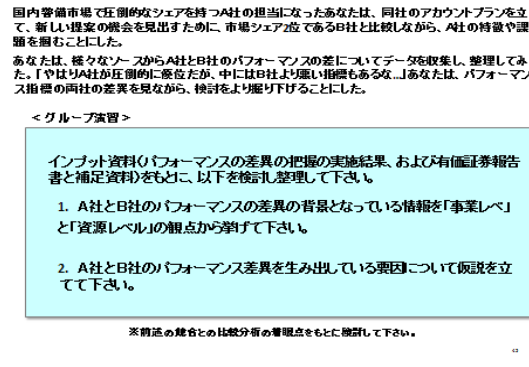 国内警備市場で圧倒的なシェアを持つA社の担当になったあなたは、同社のアカウントプランを立
て、新しい提案の機会を見出すために、市場シェア2位であるB社と比較しながら、A社の特徴や課
題を掴むことにした。
あなたは、様々なソースからA社とB社のパフォーマンスの差についてデータを収集し、整理してみ
た。「やはりA社が圧倒的に優位だが、中にはB社より悪い指標もあるな…」あなたは、パフォーマン
ス指標の両社の差異を見ながら、検討をより掘り下げることにした。
＜グループ演習＞
インプット資料（パフォーマンスの差異の把握の実施結果、および有価証券報告
書と補足資料）をもとに、以下を検討し整理して下さい。
1. A社とB社のパフォーマンスの差異の背景となっている情報を「事業レベル」
と「資源レベル」の観点から挙げて下さい。
2. A社とB社のパフォーマンス差異を生み出している要因について仮説を立
てて下さい。
※前述の競合との比較分析の着眼点をもとに検討して下さい。